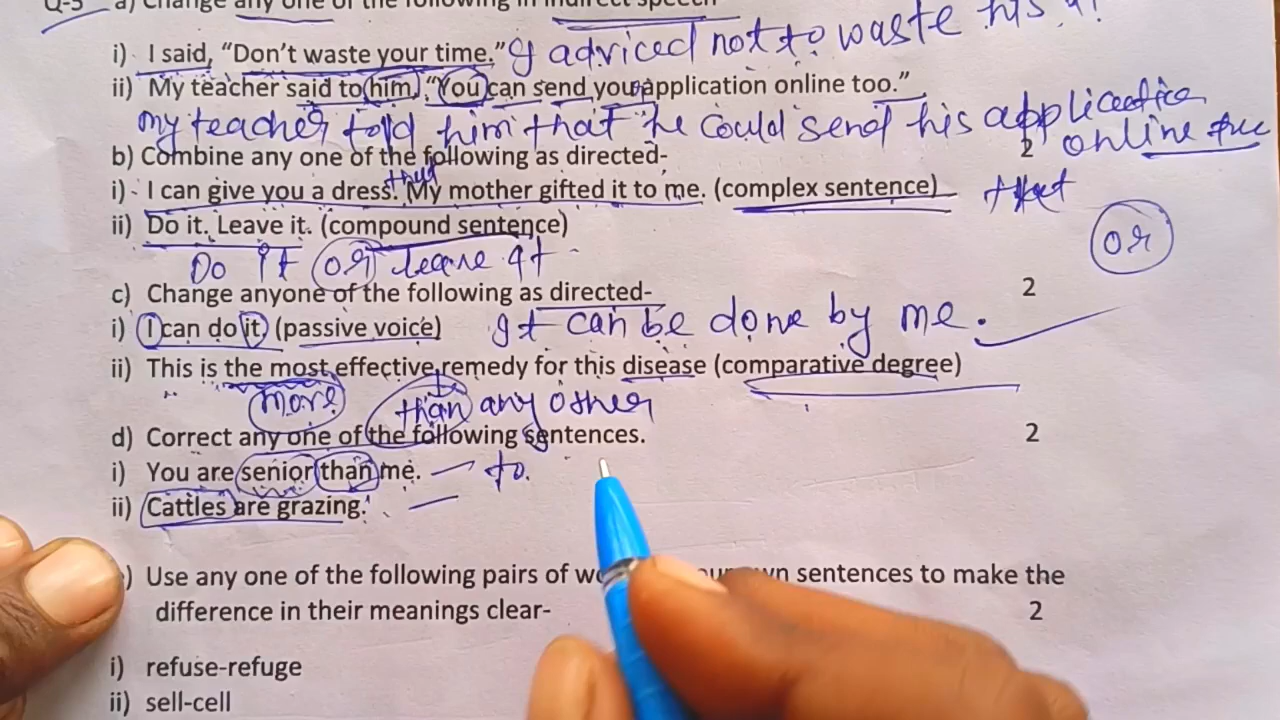 Q-5 a) Change any one of the following in indirect speech
i) I said, "Don't waste your time." I adviced not to waste his
ii) My teacher said to him, "You can send your application online too."
my teacher told him that he could send his application
online too
b) Combine any one of the following as directed- 2
i) I can give you a dress. that My mother gifted it to me. (complex sentence) that
ii) Do it. Leave it. (compound sentence) or
Do it or leave it
c) Change anyone of the following as directed- 2
i) I can do it (passive voice) It can be done by me.
ii) This is the most effective remedy for this disease (comparative degree)
more than any other
d) Correct any one of the following sentences. 2
i) You are senior than me. — to.
ii) Cattles are grazing. —
) Use any one of the following pairs of wn sentences to make the
difference in their meanings clear- 2
i) refuse-refuge
ii) sell-cell